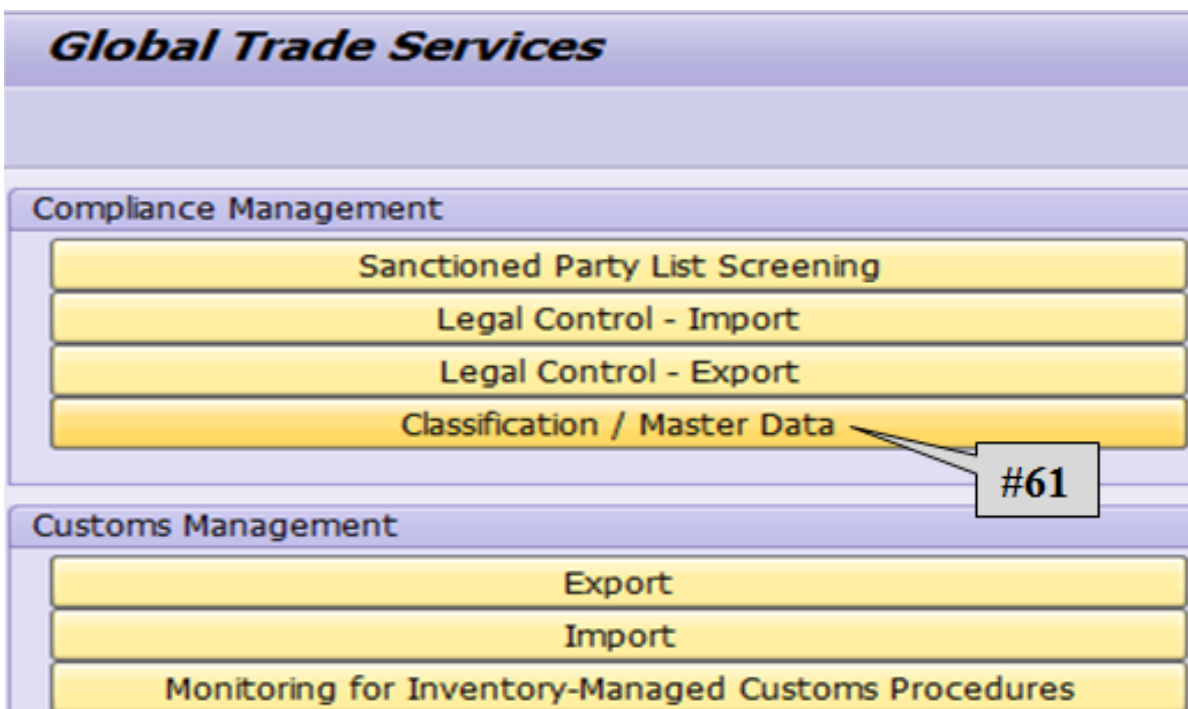 Global Trade Services
Compliance Management
Sanctioned Party List Screening
Legal Control - Import
Legal Control - Export
Classification / Master Data
#61
Customs Management
Export
Import
Monitoring for Inventory-Managed Customs Procedures